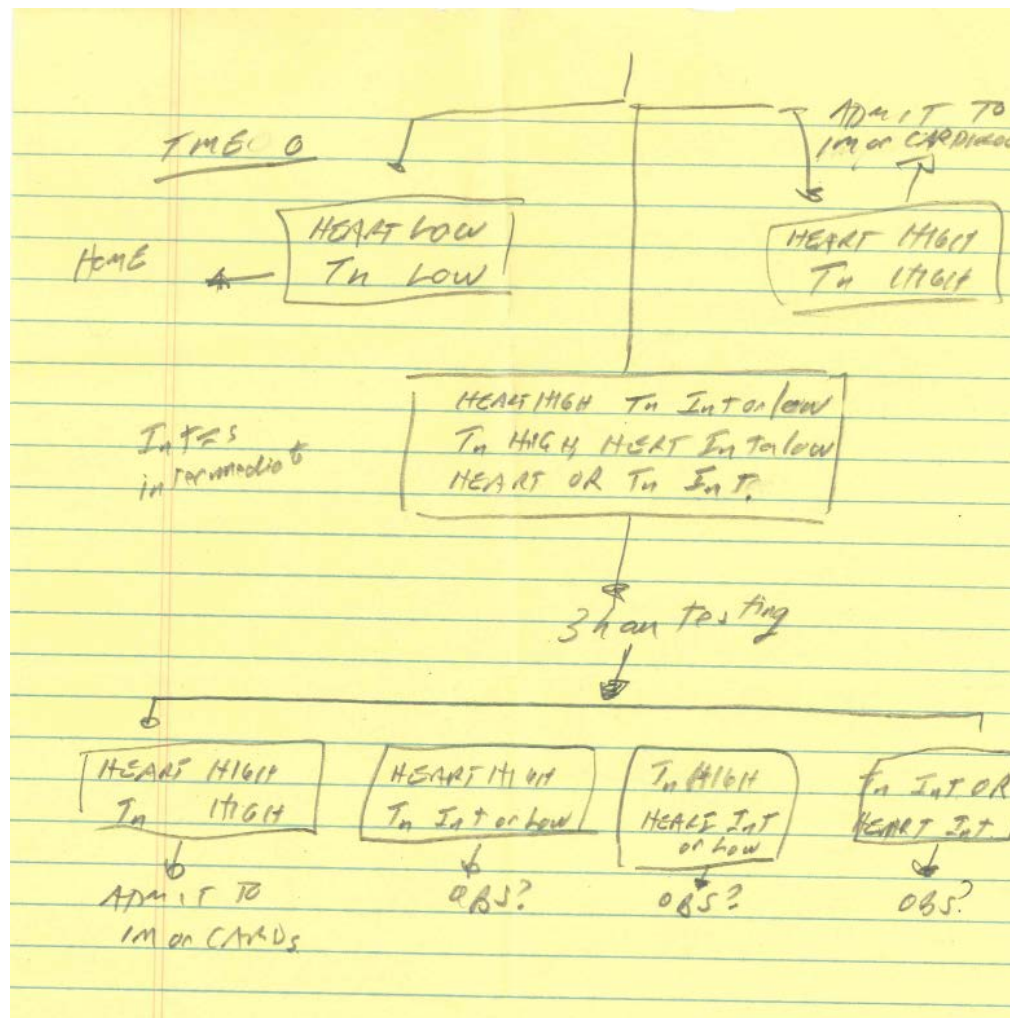 ADMIT TO
IM or CARDIOLO
TIME 0
HEART LOW
Tn LOW
HOME
HEART HIGH
Tn HIGH
HEART HIGH Tn Int or low
Tn HIGH, HEART Int or low
HEART OR Tn Int.
Int = s
intermediate
3 hour testing
HEART HIGH
Tn HIGH
HEART HIGH
Tn Int or Low
Tn HIGH
HEART INT
or Low
Tn Int OR
HEART Int.
ADMIT TO
IM or CARDs
OBS?
OBS?
OBS?